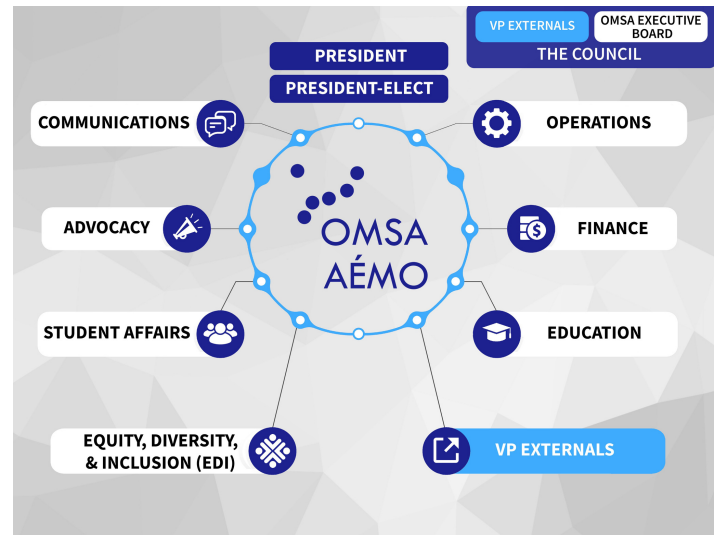 VP EXTERNALS
OMSA EXECUTIVE
BOARD
THE COUNCIL
PRESIDENT
PRESIDENT-ELECT
COMMUNICATIONS
OPERATIONS
ADVOCACY
FINANCE
OMSA
AÉMO
STUDENT AFFAIRS
EDUCATION
EQUITY, DIVERSITY,
& INCLUSION (EDI)
VP EXTERNALS